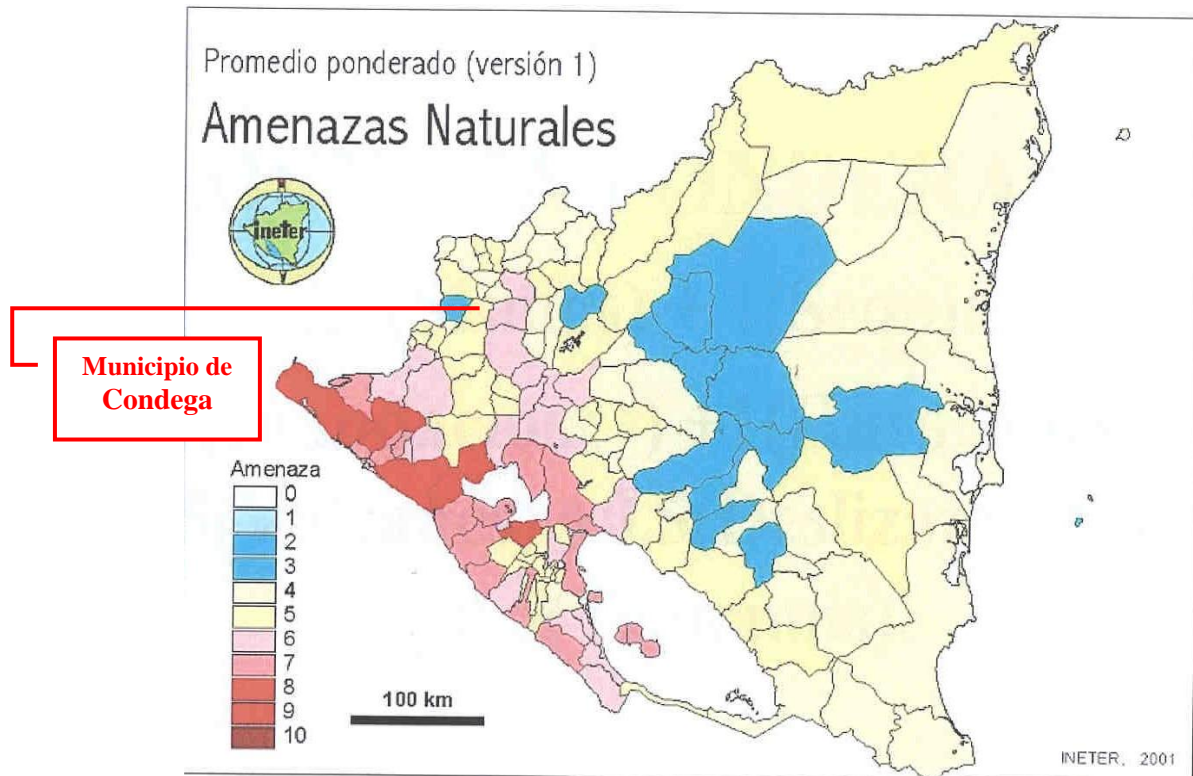 Promedio ponderado (versión 1)
Amenazas Naturales
ineter
Municipio de
Condega
Amenaza
0
1
2
3
4
5
6
7
8
9
10
100 km
INETER, 2001